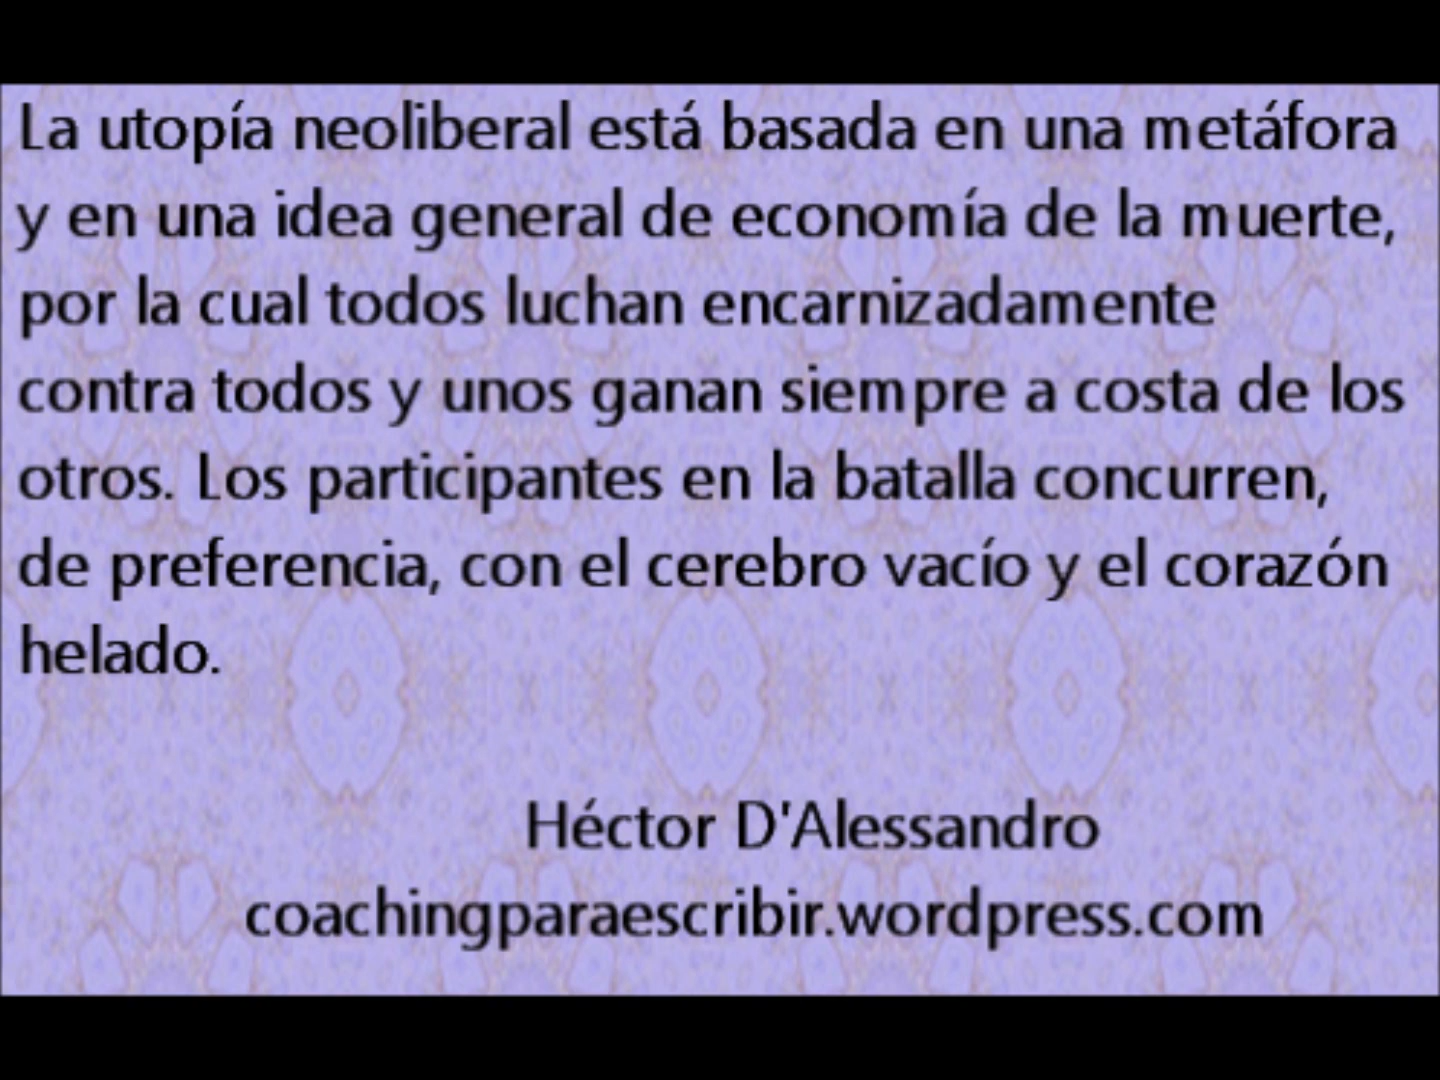 La utopía neoliberal está basada en una metáfora
y en una idea general de economía de la muerte,
por la cual todos luchan encarnizadamente
contra todos y unos ganan siempre a costa de los
otros. Los participantes en la batalla concurren,
de preferencia, con el cerebro vacío y el corazón
helado.
Héctor D'Alessandro
coachingparaescribir.wordpress.com